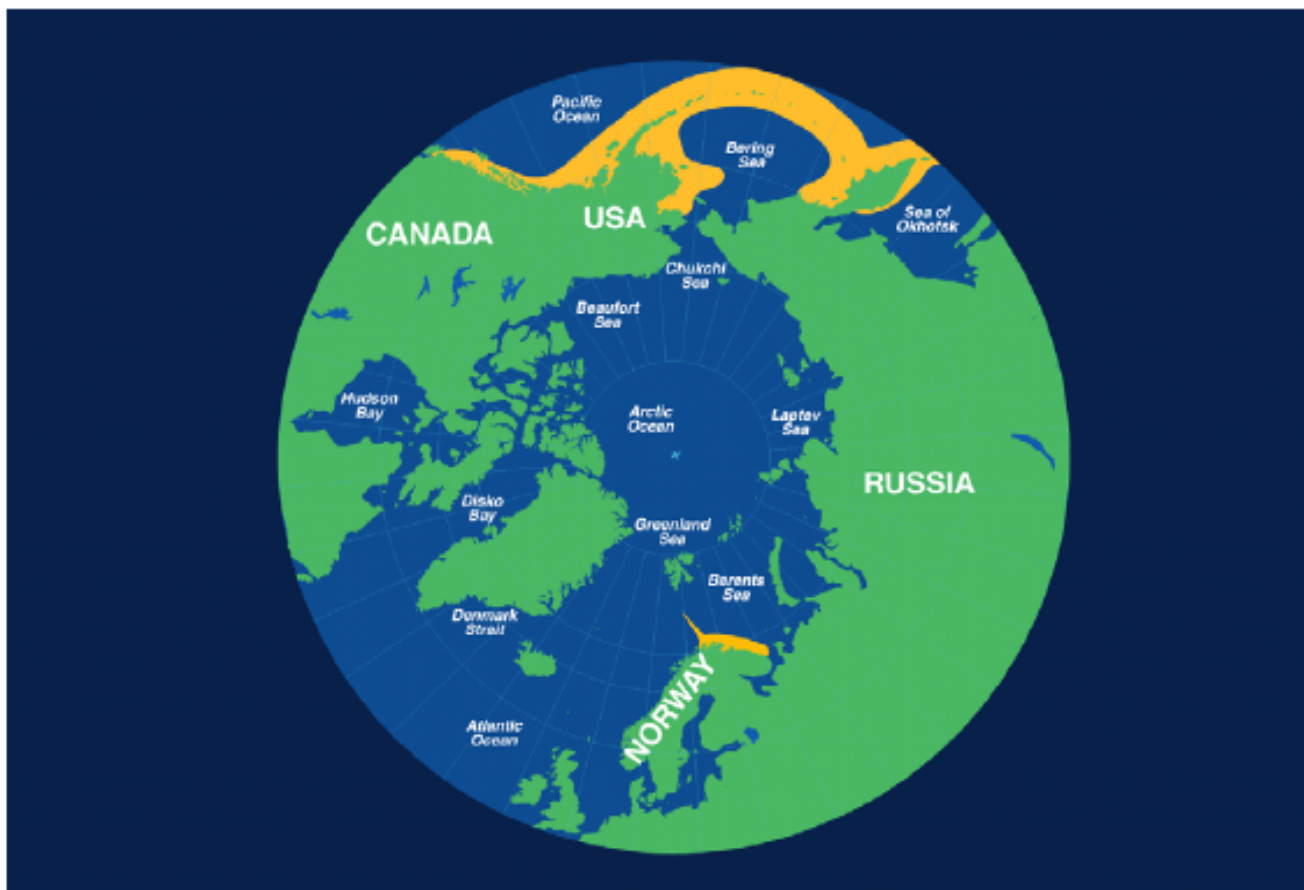 Pacific
Ocean
Bering
Sea
USA
CANADA
Sea of
Okhotsk
Chukchi
Sea
Beaufort
Sea
Hudson
Bay
Arctic
Ocean
Laptev
Sea
RUSSIA
Disko
Bay
Greenland
Sea
Barents
Sea
Denmark
Strait
NORWAY
Atlantic
Ocean